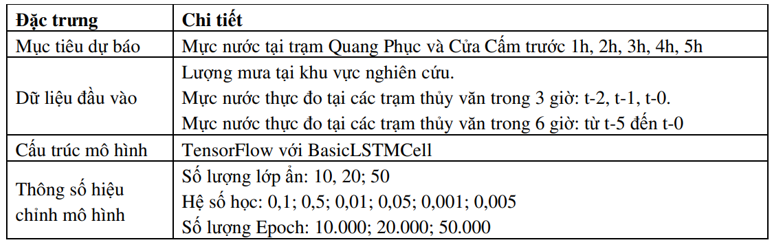 Đặc trưng Chi tiết
Mục tiêu dự báo Mực nước tại trạm Quang Phục và Cửa Cấm trước 1h, 2h, 3h, 4h, 5h
Dữ liệu đầu vào
Lượng mưa tại khu vực nghiên cứu.
Mực nước thực đo tại các trạm thủy văn trong 3 giờ: t-2, t-1, t-0.
Mực nước thực đo tại các trạm thủy văn trong 6 giờ: từ t-5 đến t-0
Cấu trúc mô hình TensorFlow với BasicLSTMCell
Thông số hiệu
chỉnh mô hình
Số lượng lớp ẩn: 10, 20; 50
Hệ số học: 0,1; 0,5; 0,01; 0,05; 0,001; 0,005
Số lượng Epoch: 10.000; 20.000; 50.000